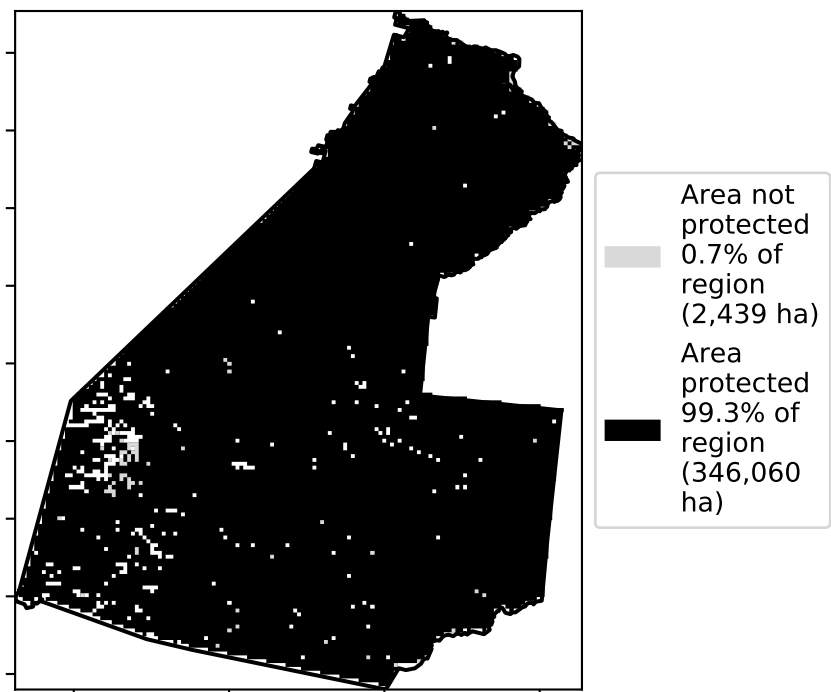 Area not
protected
0.7% of
region
(2,439 ha)
Area
protected
99.3% of
region
(346,060
ha)